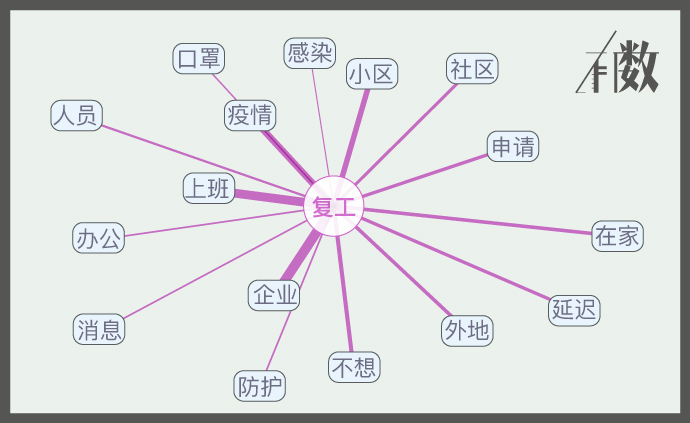 口罩
感染
小区
社区
人员
疫情
申请
上班
复工
办公
在家
企业
延迟
消息
外地
防护
不想
有数